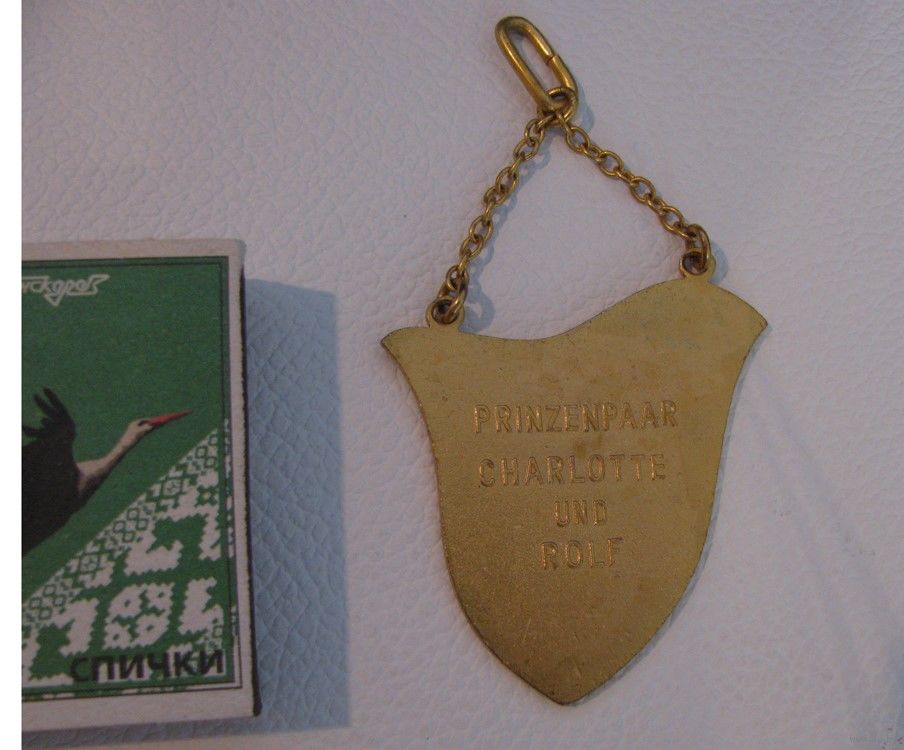 PRINZENPAAR
CHARLOTTE
UND
ROLF
СПИЧКИ